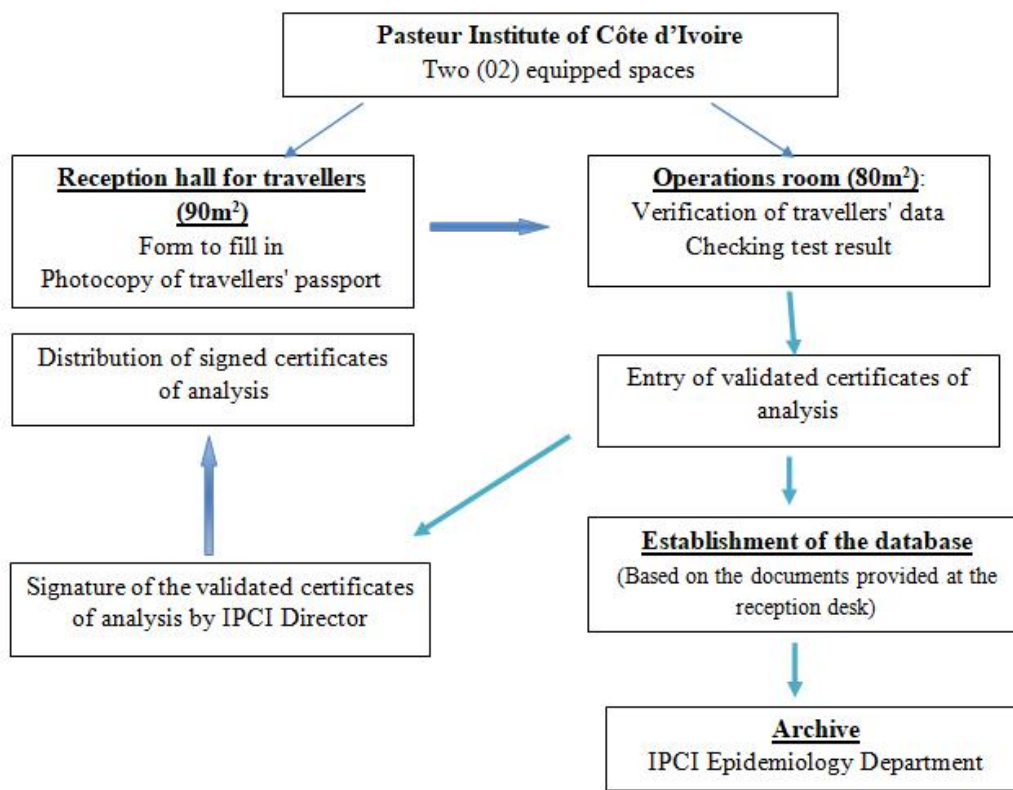 Pasteur Institute of Côte d’Ivoire
Two (02) equipped spaces
Reception hall for travellers
(90m²)
Form to fill in
Photocopy of travellers' passport
Operations room (80m²):
Verification of travellers' data
Checking test result
Distribution of signed certificates
of analysis
Entry of validated certificates of
analysis
Signature of the validated certificates
of analysis by IPCI Director
Establishment of the database
(Based on the documents provided at the
reception desk)
Archive
IPCI Epidemiology Department